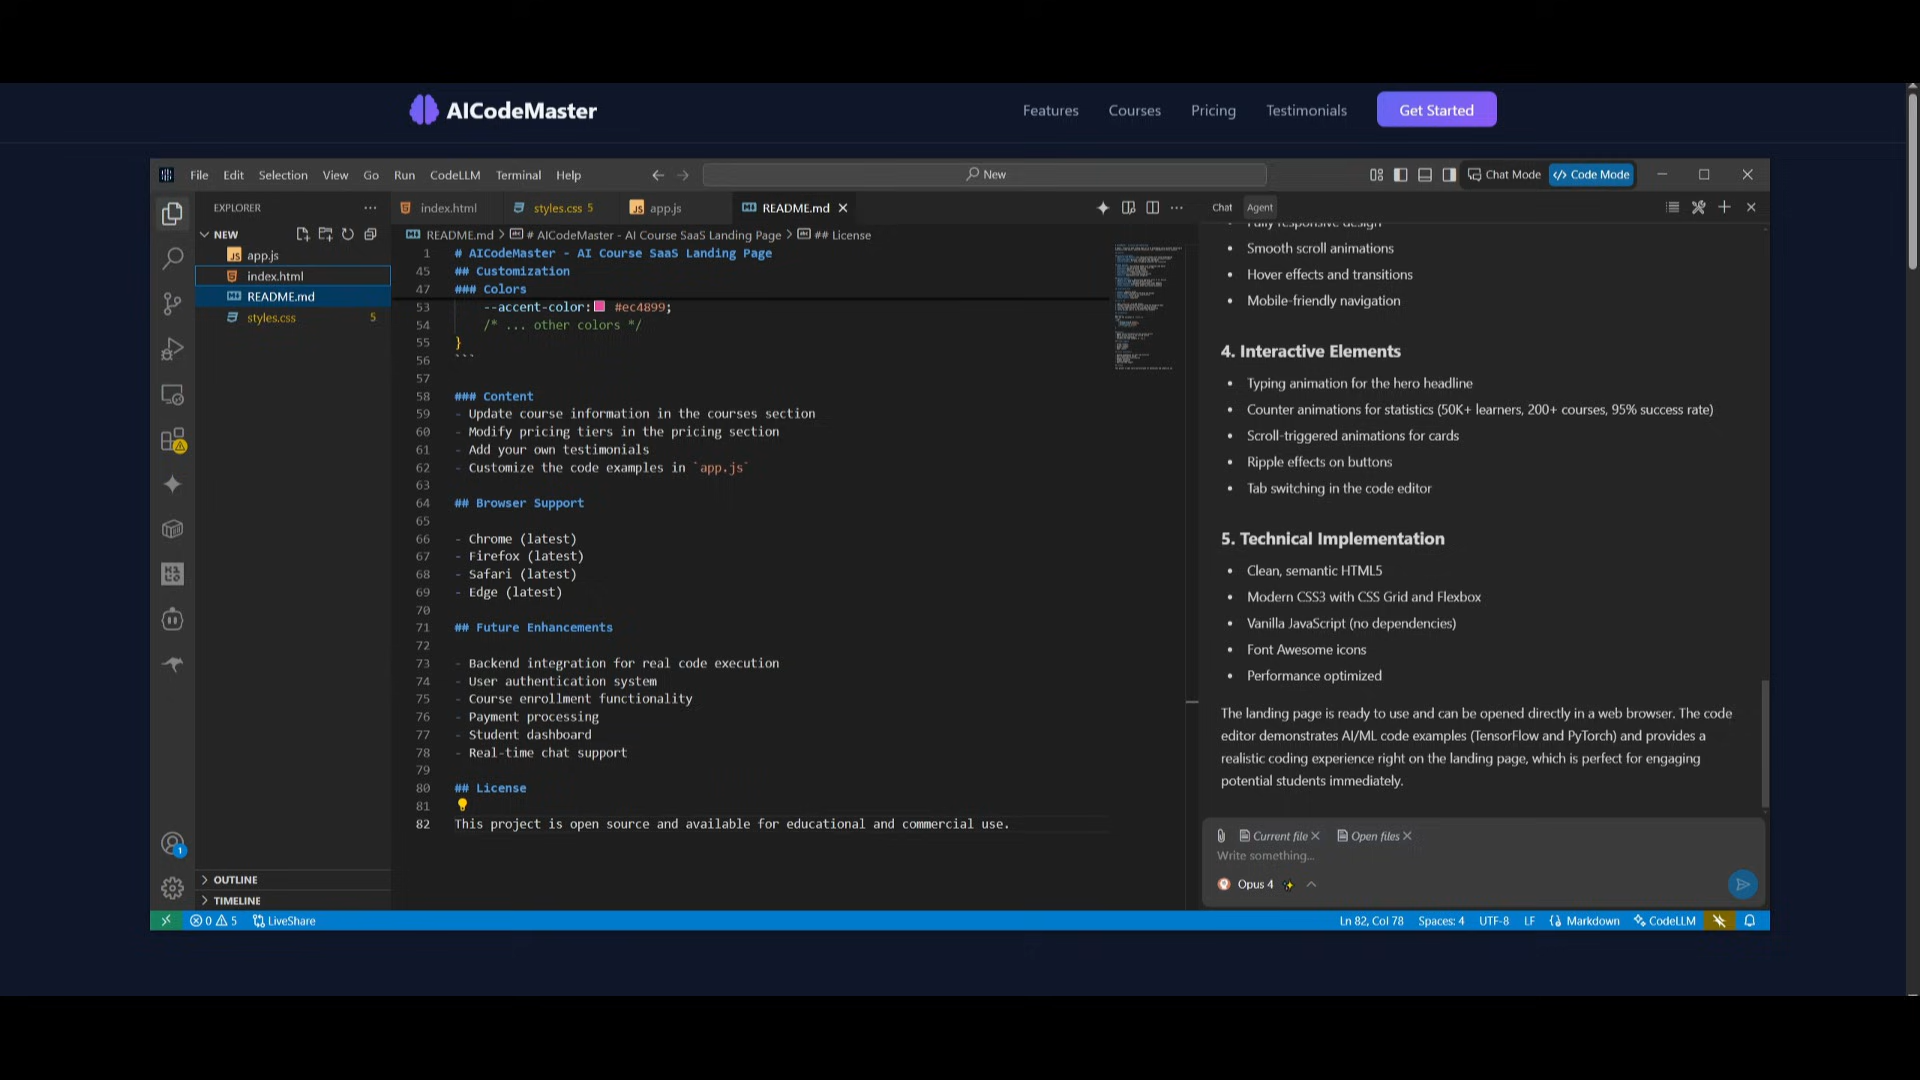 AICodeMaster
Features
Courses
Pricing
Testimonials
Get Started
File Edit Selection View Go Run CodeLLM Terminal Help
New
Chat Mode
Code Mode
EXPLORER
NEW
app.js
index.html
README.md
styles.css 5
OUTLINE
TIMELINE
index.html
styles.css 5
app.js
README.md
README.md > # AICodeMaster - AI Course SaaS Landing Page > ## License
1 # AICodeMaster - AI Course SaaS Landing Page
45 ## Customization
47 ### Colors
53 --accent-color: #ec4899;
54 /* ... other colors */
55 }
56 ```
57
58 ### Content
59 - Update course information in the courses section
60 - Modify pricing tiers in the pricing section
61 - Add your own testimonials
62 - Customize the code examples in `app.js`
63
64 ## Browser Support
65
66 - Chrome (latest)
67 - Firefox (latest)
68 - Safari (latest)
69 - Edge (latest)
70
71 ## Future Enhancements
72
73 - Backend integration for real code execution
74 - User authentication system
75 - Course enrollment functionality
76 - Payment processing
77 - Student dashboard
78 - Real-time chat support
79
80 ## License
81
82 This project is open source and available for educational and commercial use.
Chat
Agent
Fully responsive design
• Smooth scroll animations
• Hover effects and transitions
• Mobile-friendly navigation
4. Interactive Elements
• Typing animation for the hero headline
• Counter animations for statistics (50K+ learners, 200+ courses, 95% success rate)
• Scroll-triggered animations for cards
• Ripple effects on buttons
• Tab switching in the code editor
5. Technical Implementation
• Clean, semantic HTML5
• Modern CSS3 with CSS Grid and Flexbox
• Vanilla JavaScript (no dependencies)
• Font Awesome icons
• Performance optimized
The landing page is ready to use and can be opened directly in a web browser. The code
editor demonstrates AI/ML code examples (TensorFlow and PyTorch) and provides a
realistic coding experience right on the landing page, which is perfect for engaging
potential students immediately.
Current file
Open files
Write something...
Opus 4
1
0 5
LiveShare
Ln 82, Col 78
Spaces: 4
UTF-8
LF
Markdown
CodeLLM